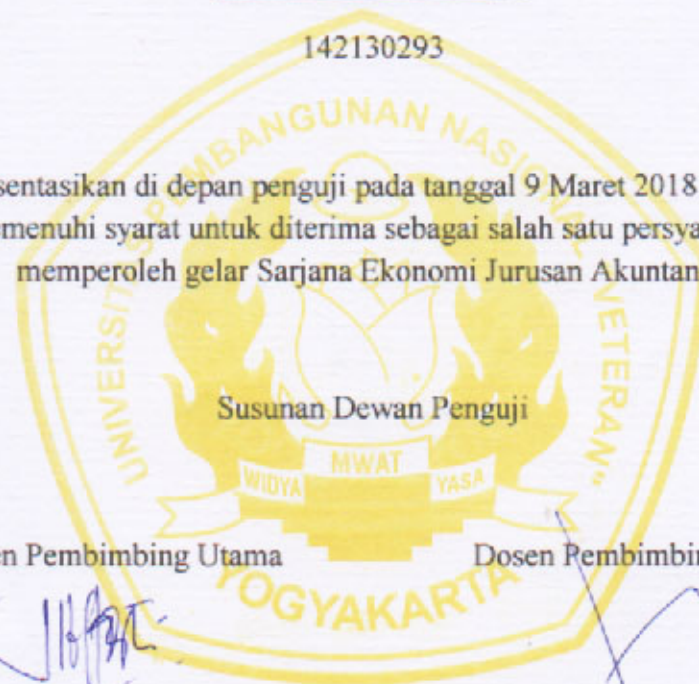 142130293
sentasikan di depan penguji pada tanggal 9 Maret 2018
menuhi syarat untuk diterima sebagai salah satu persya
memperoleh gelar Sarjana Ekonomi Jurusan Akuntan
Susunan Dewan Penguji
en Pembimbing Utama Dosen Pembimbin
UNIVERSITAS PEMBANGUNAN NASIONAL "VETERAN"
WIDYA MWAT YASA
YOGYAKARTA